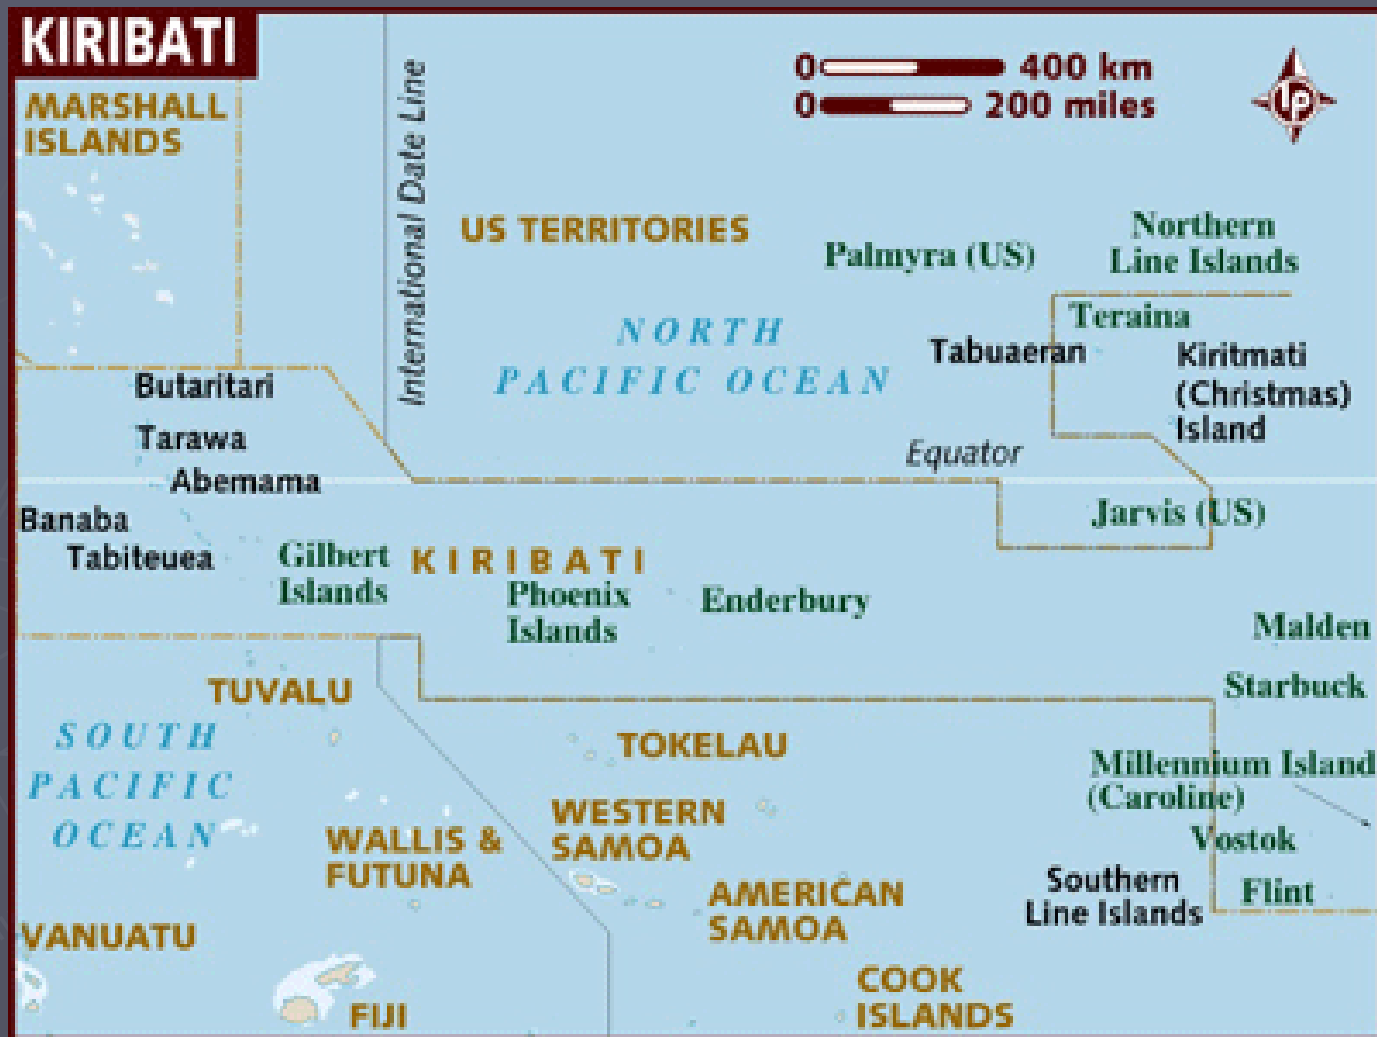 KIRIBATI
0 400 km
0 200 miles
LP
MARSHALL
ISLANDS
International Date Line
US TERRITORIES
Palmyra (US)
Northern
Line Islands
NORTH
PACIFIC OCEAN
Teraina
Tabuaeran
Kiritmati
(Christmas)
Island
Butaritari
Tarawa
Abemama
Equator
Banaba
Tabiteuea
Jarvis (US)
Gilbert
Islands
KIRIBATI
Phoenix
Islands
Enderbury
Malden
Starbuck
TUVALU
SOUTH
PACIFIC
OCEAN
TOKELAU
Millennium Island
(Caroline)
Vostok
WALLIS &
FUTUNA
WESTERN
SAMOA
Southern
Line Islands
Flint
AMERICAN
SAMOA
VANUATU
COOK
ISLANDS
FIJI